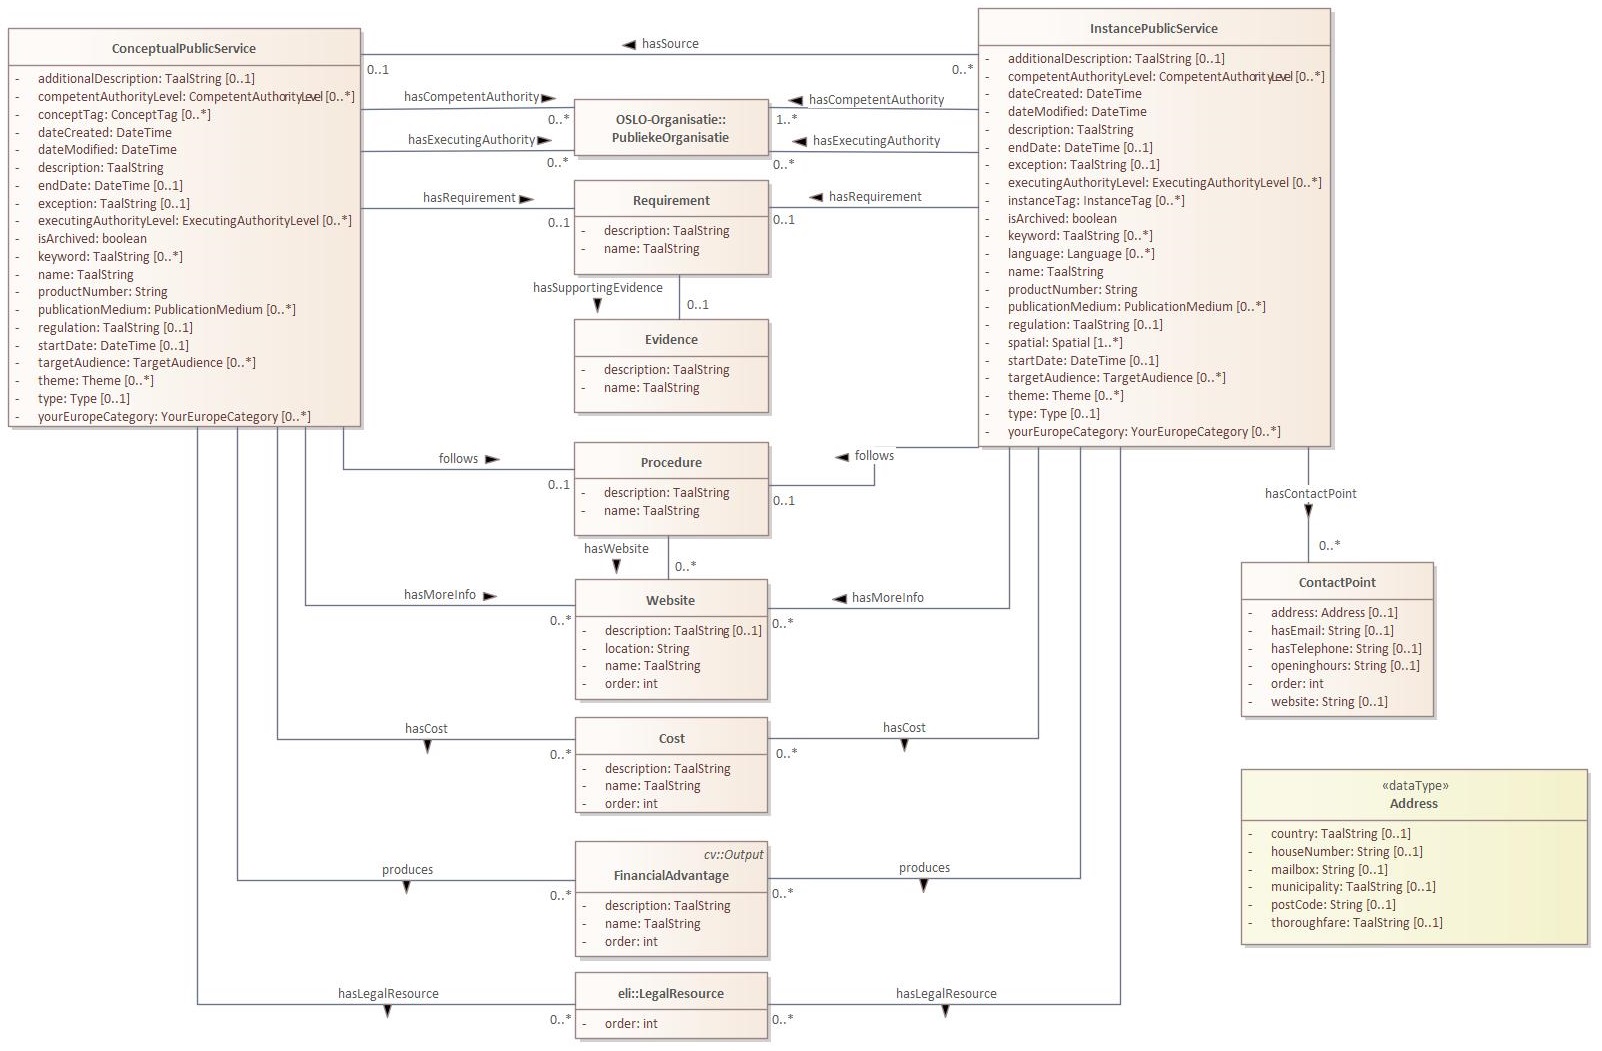 ConceptualPublicService
- additionalDescription: TaalString [0..1]
- competentAuthorityLevel: CompetentAuthorityLevel [0..*]
- conceptTag: ConceptTag [0..*]
- dateCreated: DateTime
- dateModified: DateTime
- description: TaalString
- endDate: DateTime [0..1]
- exception: TaalString [0..1]
- executingAuthorityLevel: ExecutingAuthorityLevel [0..*]
- isArchived: boolean
- keyword: TaalString [0..*]
- name: TaalString
- productNumber: String
- publicationMedium: PublicationMedium [0..*]
- regulation: TaalString [0..1]
- startDate: DateTime [0..1]
- targetAudience: TargetAudience [0..*]
- theme: Theme [0..*]
- type: Type [0..1]
- yourEuropeCategory: YourEuropeCategory [0..*]
hasSource
0..1
0..*
hasCompetentAuthority
0..*
hasExecutingAuthority
0..*
OSLO-Organisatie::
PubliekeOrganisatie
hasCompetentAuthority
1..*
hasExecutingAuthority
0..*
hasRequirement
0..1
Requirement
- description: TaalString
- name: TaalString
hasRequirement
0..1
hasSupportingEvidence
0..1
Evidence
- description: TaalString
- name: TaalString
InstancePublicService
- additionalDescription: TaalString [0..1]
- competentAuthorityLevel: CompetentAuthorityLevel [0..*]
- dateCreated: DateTime
- dateModified: DateTime
- description: TaalString
- endDate: DateTime [0..1]
- exception: TaalString [0..1]
- executingAuthorityLevel: ExecutingAuthorityLevel [0..*]
- instanceTag: InstanceTag [0..*]
- isArchived: boolean
- keyword: TaalString [0..*]
- language: Language [0..*]
- name: TaalString
- productNumber: String
- publicationMedium: PublicationMedium [0..*]
- regulation: TaalString [0..1]
- spatial: Spatial [1..*]
- startDate: DateTime [0..1]
- targetAudience: TargetAudience [0..*]
- theme: Theme [0..*]
- type: Type [0..1]
- yourEuropeCategory: YourEuropeCategory [0..*]
follows
0..1
Procedure
- description: TaalString
- name: TaalString
follows
0..1
hasWebsite
0..*
hasMoreInfo
0..*
Website
- description: TaalString [0..1]
- location: String
- name: TaalString
- order: int
hasMoreInfo
0..*
hasContactPoint
0..*
ContactPoint
- address: Address [0..1]
- hasEmail: String [0..1]
- hasTelephone: String [0..1]
- openinghours: String [0..1]
- order: int
- website: String [0..1]
hasCost
0..*
Cost
- description: TaalString
- name: TaalString
- order: int
hasCost
0..*
«dataType»
Address
- country: TaalString [0..1]
- houseNumber: String [0..1]
- mailbox: String [0..1]
- municipality: TaalString [0..1]
- postCode: String [0..1]
- thoroughfare: TaalString [0..1]
produces
0..*
cv::Output
FinancialAdvantage
- description: TaalString
- name: TaalString
- order: int
produces
0..*
hasLegalResource
0..*
eli::LegalResource
- order: int
hasLegalResource
0..*